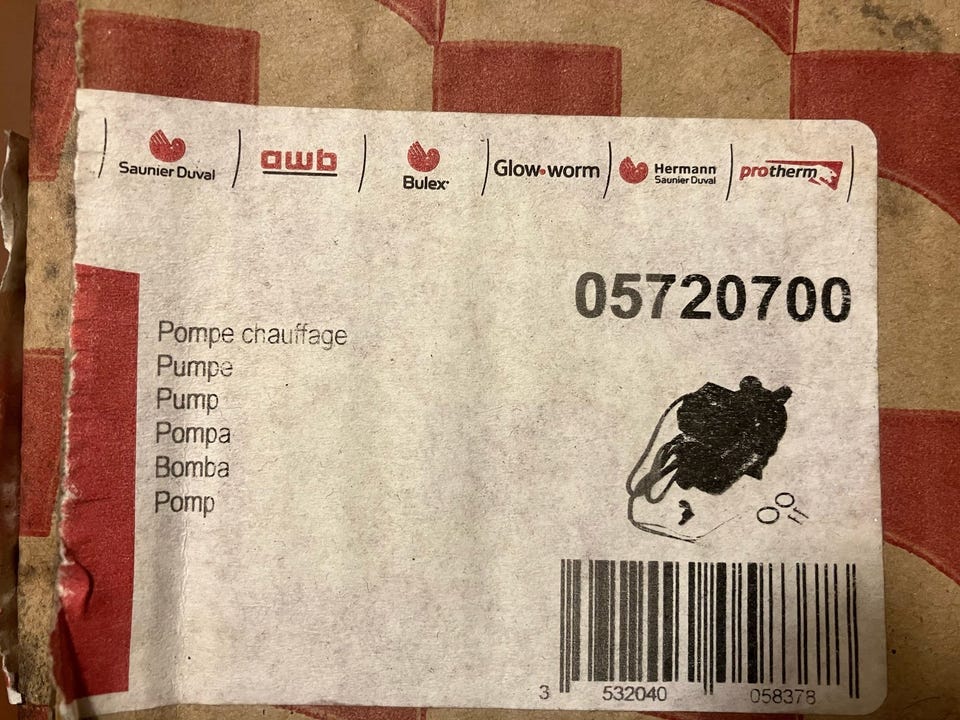 Saunier Duval
awb
Bulex
Glow-worm
Hermann
Saunier Duval
protherm
05720700
Pompe chauffage
Pumpe
Pump
Pompa
Bomba
Pomp
3 532040 058378